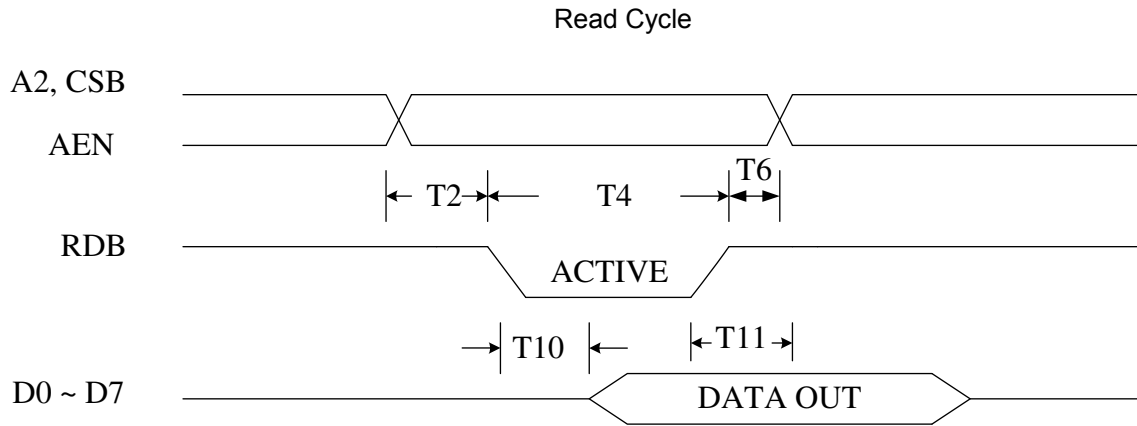 Read Cycle
A2, CSB
AEN
T2
T4
T6
RDB
ACTIVE
T10
T11
D0 ~ D7
DATA OUT